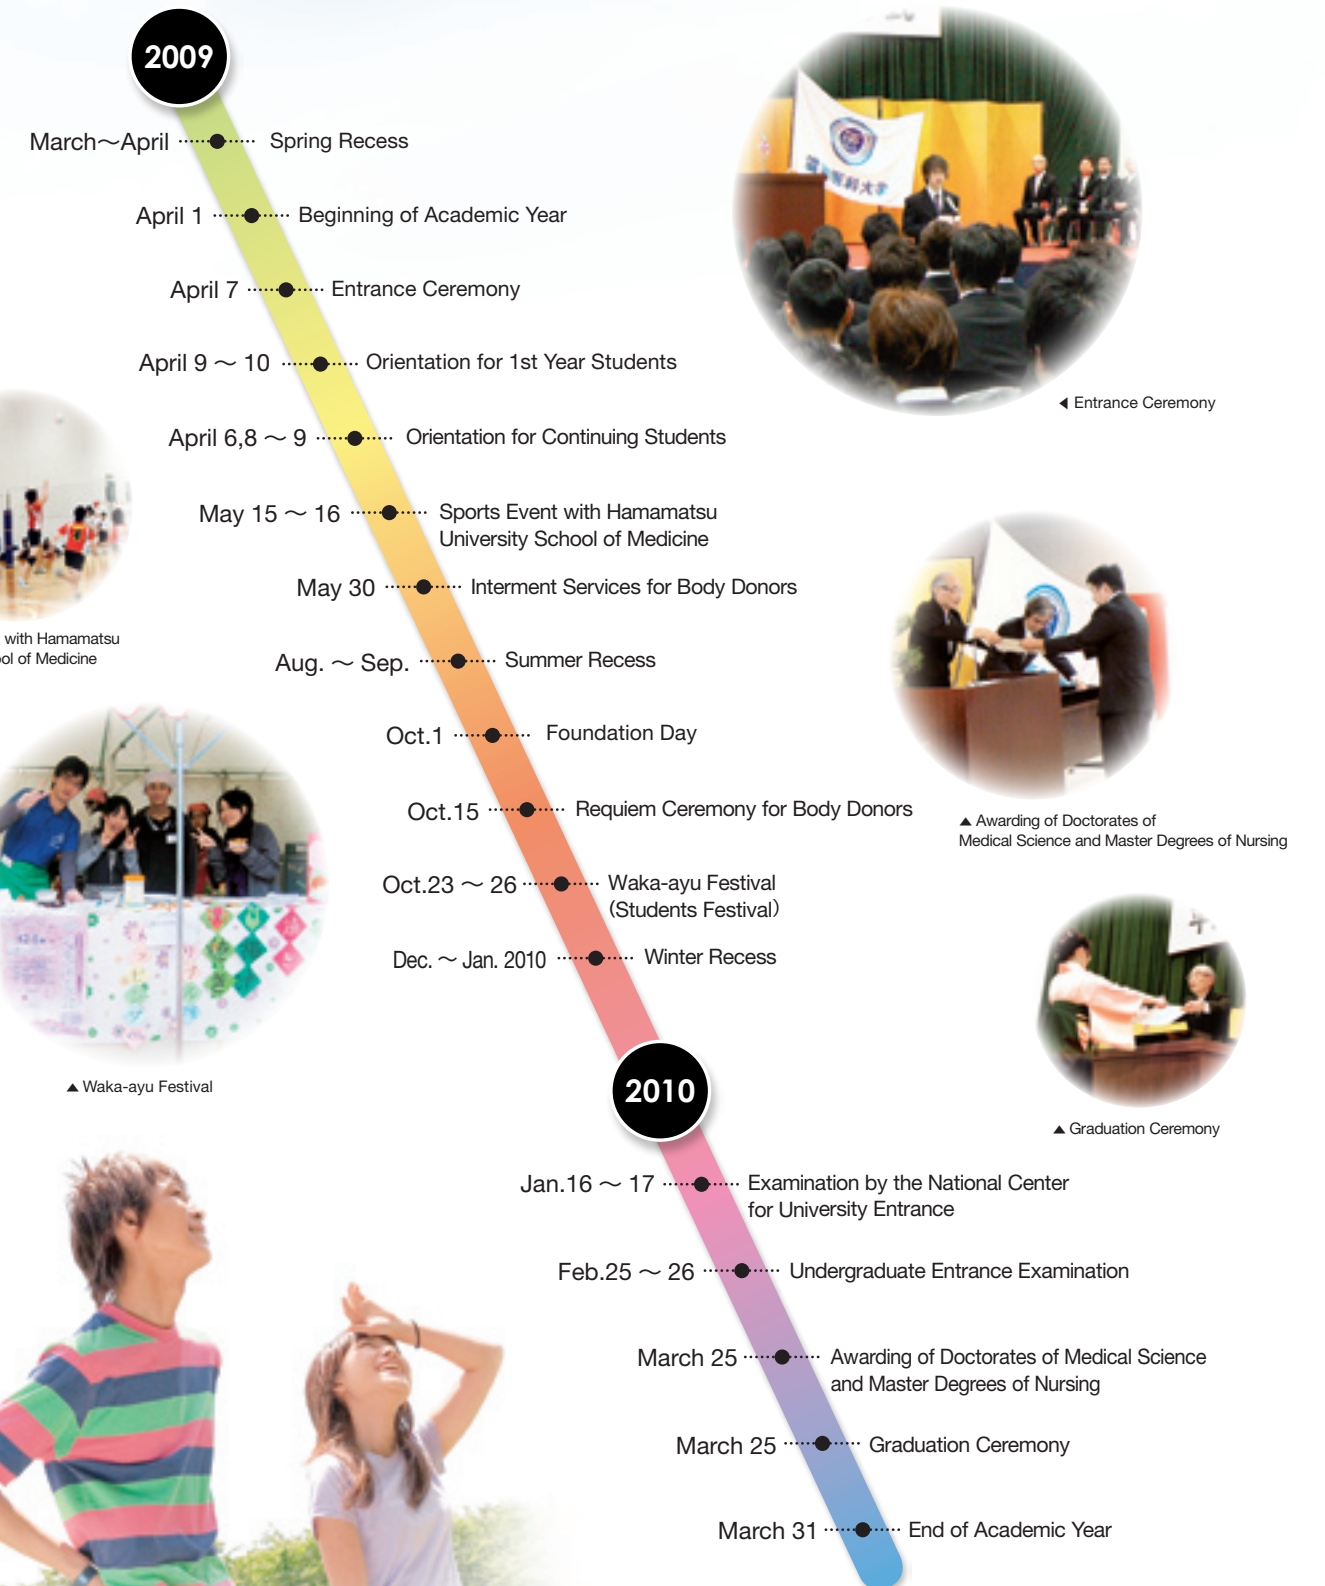 2009
March～April
Spring Recess
April 1
Beginning of Academic Year
April 7
Entrance Ceremony
April 9 ～ 10
Orientation for 1st Year Students
April 6,8 ～ 9
Orientation for Continuing Students
May 15 ～ 16
Sports Event with Hamamatsu
University School of Medicine
May 30
Interment Services for Body Donors
Aug. ～ Sep.
Summer Recess
Oct.1
Foundation Day
Oct.15
Requiem Ceremony for Body Donors
Oct.23 ～ 26
Waka-ayu Festival
(Students Festival)
Dec. ～ Jan. 2010
Winter Recess
2010
Jan.16 ～ 17
Examination by the National Center
for University Entrance
Feb.25 ～ 26
Undergraduate Entrance Examination
March 25
Awarding of Doctorates of Medical Science
and Master Degrees of Nursing
March 25
Graduation Ceremony
March 31
End of Academic Year
◀ Entrance Ceremony
with Hamamatsu
ol of Medicine
▲ Awarding of Doctorates of
Medical Science and Master Degrees of Nursing
▲ Waka-ayu Festival
▲ Graduation Ceremony
医科大学